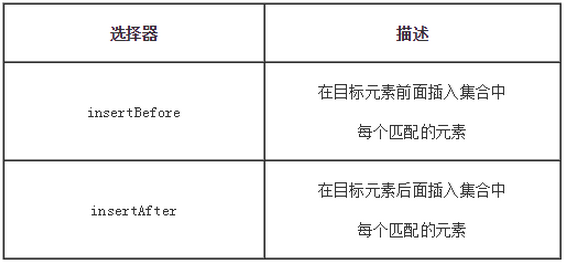 选择器
描述
insertBefore
在目标元素前面插入集合中
每个匹配的元素
insertAfter
在目标元素后面插入集合中
每个匹配的元素